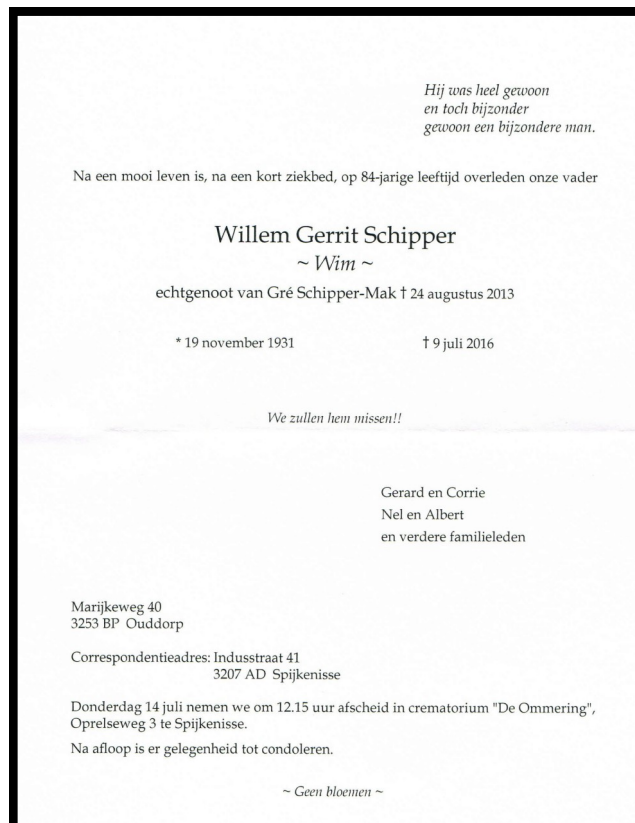 Hij was heel gewoon
en toch bijzonder
gewoon een bijzondere man.
Na een mooi leven is, na een kort ziekbed, op 84-jarige leeftijd overleden onze vader
Willem Gerrit Schipper
~ Wim ~
echtgenoot van Gré Schipper-Mak † 24 augustus 2013
* 19 november 1931 † 9 juli 2016
We zullen hem missen!!
Gerard en Corrie
Nel en Albert
en verdere familieleden
Marijkeweg 40
3253 BP Ouddorp
Correspondentieadres: Indusstraat 41
3207 AD Spijkenisse
Donderdag 14 juli nemen we om 12.15 uur afscheid in crematorium "De Ommering",
Oprelseweg 3 te Spijkenisse.
Na afloop is er gelegenheid tot condoleren.
~ Geen bloemen ~